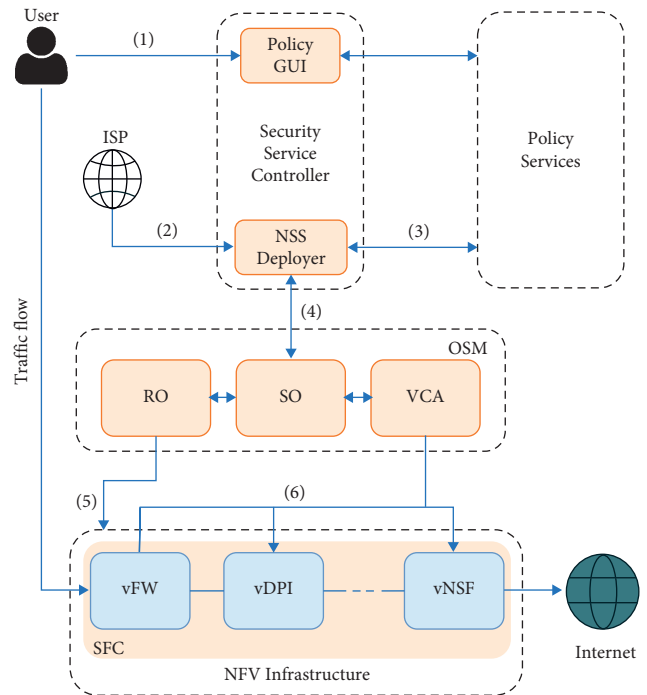 User
(1)
Policy
GUI
ISP
Security
Service
Controller
Policy
Services
(2)
NSS
Deployer
(3)
(4)
Traffic flow
OSM
RO
SO
VCA
(5)
(6)
vFW
vDPI
vNSF
SFC
Internet
NFV Infrastructure